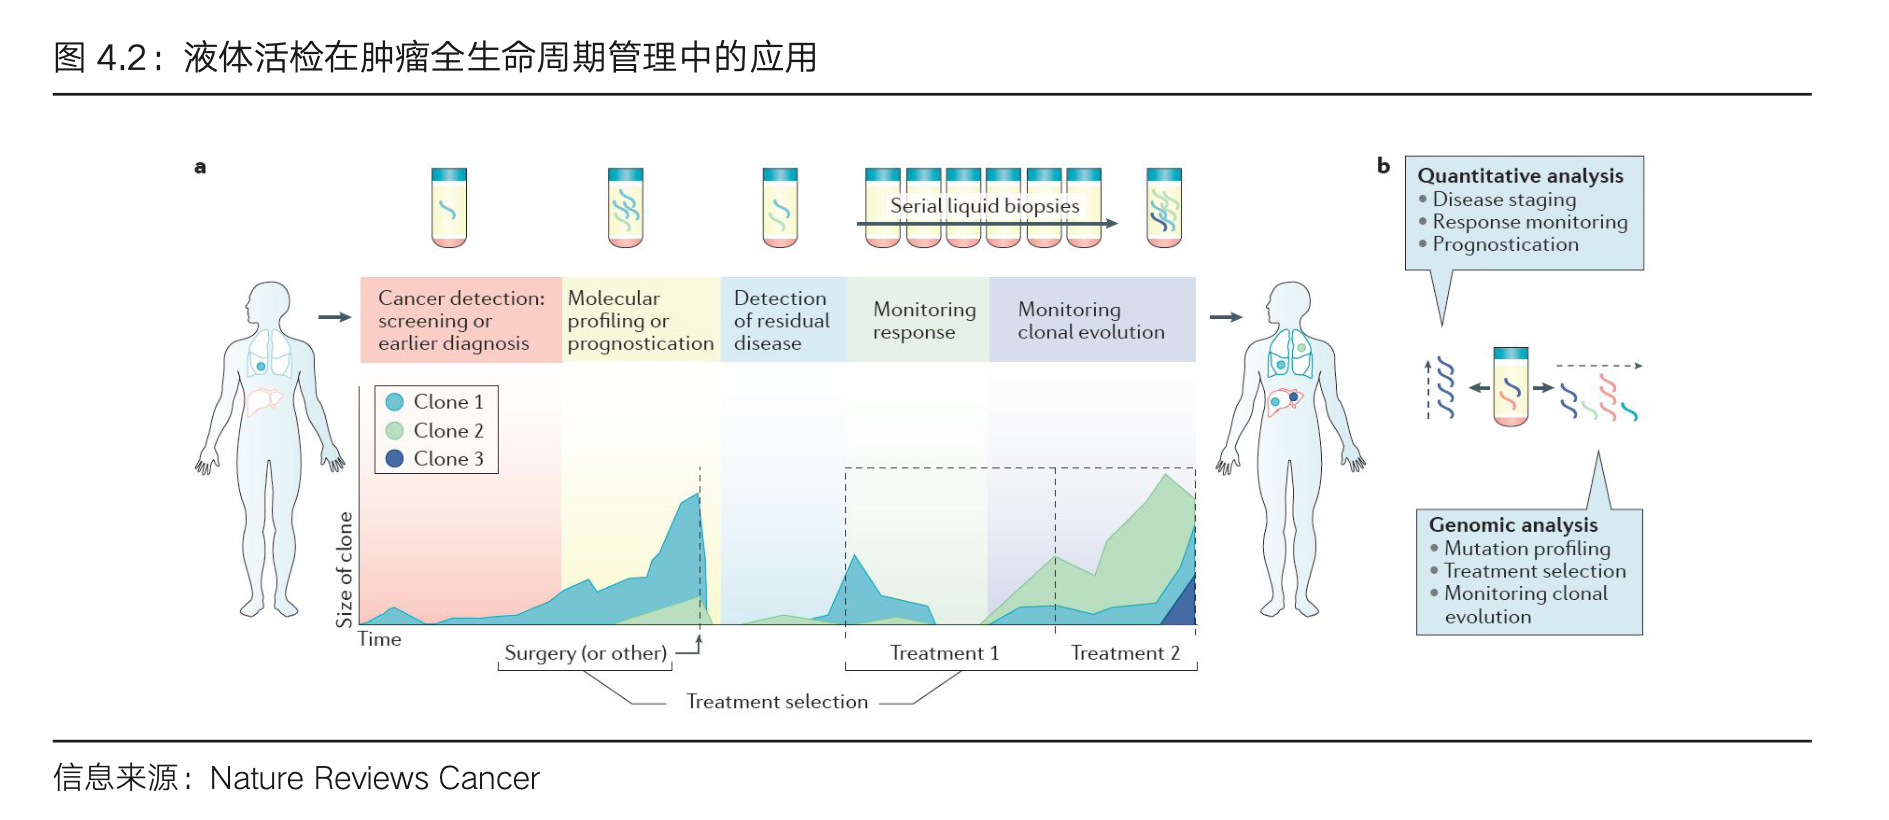 图 4.2：液体活检在肿瘤全生命周期管理中的应用
a
Serial liquid biopsies
Cancer detection:
screening or
earlier diagnosis
Molecular
profiling or
prognostication
Detection
of residual
disease
Monitoring
response
Monitoring
clonal evolution
Clone 1
Clone 2
Clone 3
Size of clone
Time
Surgery (or other)
Treatment 1
Treatment 2
Treatment selection
b
Quantitative analysis
• Disease staging
• Response monitoring
• Prognostication
Genomic analysis
• Mutation profiling
• Treatment selection
• Monitoring clonal
evolution
信息来源：Nature Reviews Cancer